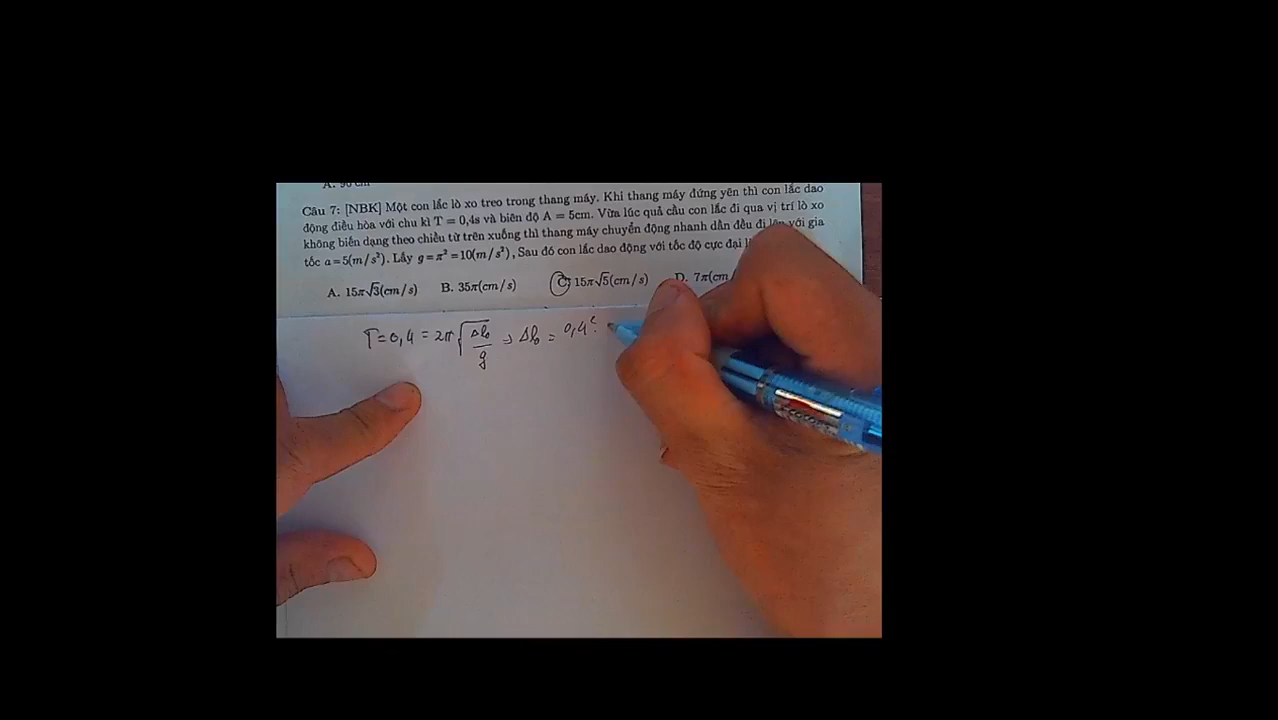 A. 90 cm
Câu 7: [NBK] Một con lắc lò xo treo trong thang máy. Khi thang máy đứng yên thì con lắc dao
động điều hòa với chu kì T = 0,4s và biên độ A = 5cm. Vừa lúc quả cầu con lắc đi qua vị trí lò xo
không biến dạng theo chiều từ trên xuống thì thang máy chuyển động nhanh dần đều đi lên với gia
tốc a = 5(m/s²). Lấy g = π² = 10(m/s²), Sau đó con lắc dao động với tốc độ cực đại
A. 15π√3(cm/s) B. 35π(cm/s) C. 15π√5(cm/s) D. 7π(cm/
T = 0,4 = 2π√(Δl₀/g) → Δl₀ = 0,4².